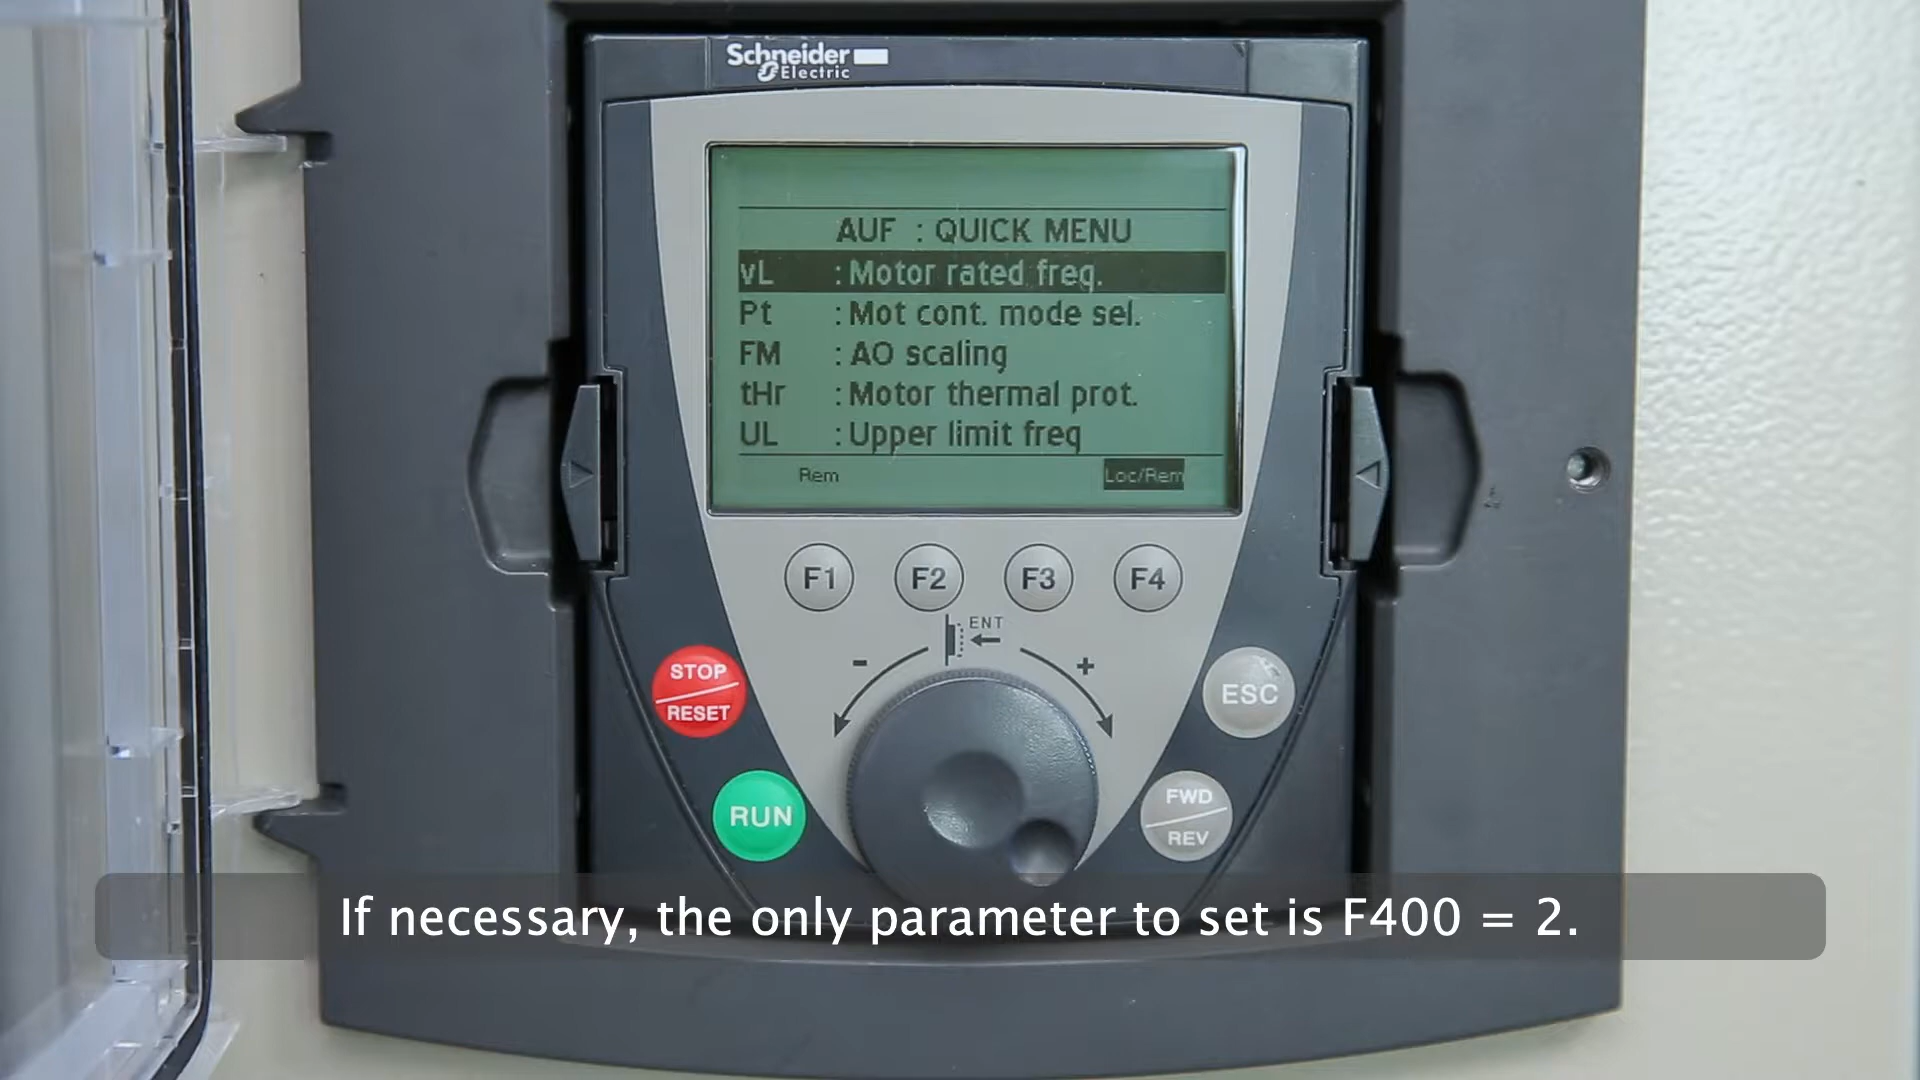 Schneider
Electric
AUF : QUICK MENU
vL : Motor rated freq.
Pt : Mot cont. mode sel.
FM : AO scaling
tHr : Motor thermal prot.
UL : Upper limit freq
Rem Loc/Rem
F1 F2 F3 F4
ENT
- +
STOP
RESET
ESC
RUN
FWD
REV
If necessary, the only parameter to set is F400 = 2.